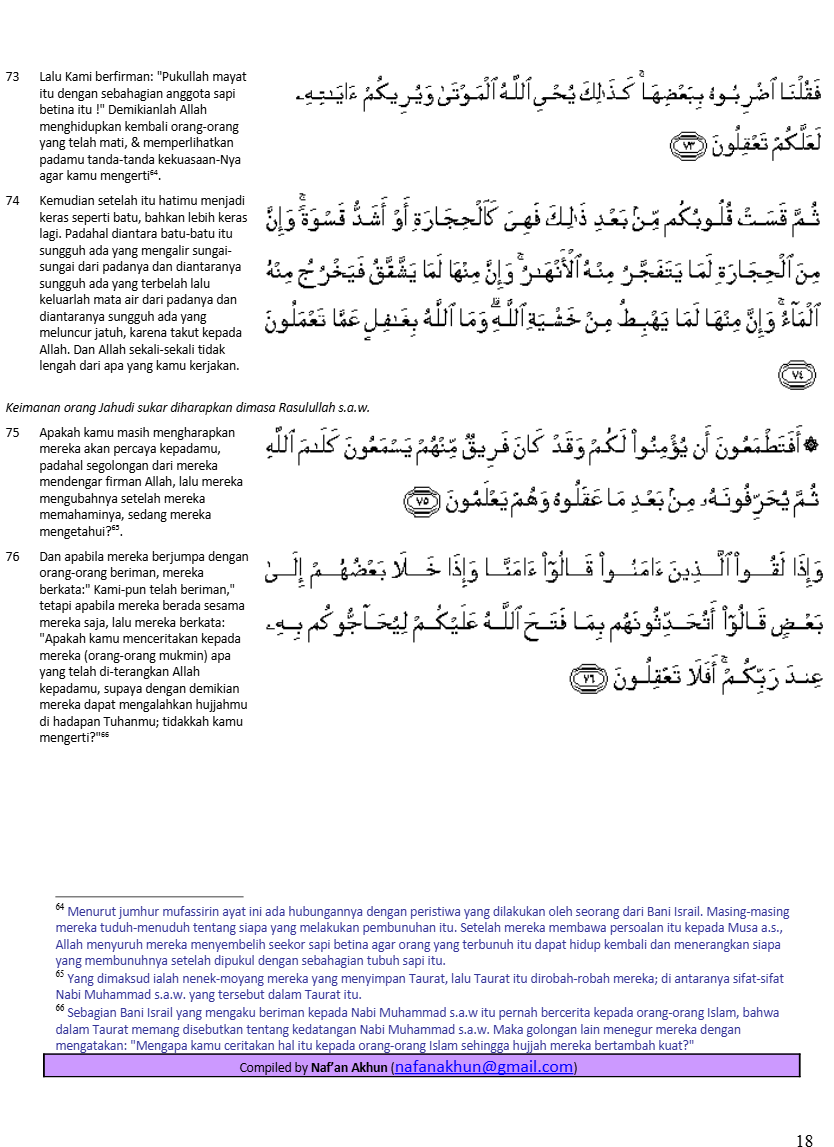 73 Lalu Kami berfirman: "Pukullah mayat
itu dengan sebahagian anggota sapi
betina itu !" Demikianlah Allah
menghidupkan kembali orang-orang
yang telah mati, & memperlihatkan
padamu tanda-tanda kekuasaan-Nya
agar kamu mengerti⁶⁴.
فَقُلْنَا ٱضْرِبُوهُ بِبَعْضِهَا ۚ كَذَٰلِكَ يُحْىِ ٱللَّهُ ٱلْمَوْتَىٰ وَيُرِيكُمْ ءَايَـٰتِهِۦ
لَعَلَّكُمْ تَعْقِلُونَ ٧٣
74 Kemudian setelah itu hatimu menjadi
keras seperti batu, bahkan lebih keras
lagi. Padahal diantara batu-batu itu
sungguh ada yang mengalir sungai-
sungai dari padanya dan diantaranya
sungguh ada yang terbelah lalu
keluarlah mata air dari padanya dan
diantaranya sungguh ada yang
meluncur jatuh, karena takut kepada
Allah. Dan Allah sekali-sekali tidak
lengah dari apa yang kamu kerjakan.
ثُمَّ قَسَتْ قُلُوبُكُم مِّنۢ بَعْدِ ذَٰلِكَ فَهِىَ كَٱلْحِجَارَةِ أَوْ أَشَدُّ قَسْوَةً ۚ وَإِنَّ
مِنَ ٱلْحِجَارَةِ لَمَا يَتَفَجَّرُ مِنْهُ ٱلْأَنْهَـٰرُ ۚ وَإِنَّ مِنْهَا لَمَا يَشَّقَّقُ فَيَخْرُجُ مِنْهُ
ٱلْمَآءُ ۚ وَإِنَّ مِنْهَا لَمَا يَهْبِطُ مِنْ خَشْيَةِ ٱللَّهِ ۗ وَمَا ٱللَّهُ بِغَـٰفِلٍ عَمَّا تَعْمَلُونَ
٧٤
Keimanan orang Jahudi sukar diharapkan dimasa Rasulullah s.a.w.
75 Apakah kamu masih mengharapkan
mereka akan percaya kepadamu,
padahal segolongan dari mereka
mendengar firman Allah, lalu mereka
mengubahnya setelah mereka
memahaminya, sedang mereka
mengetahui?⁶⁵.
۞ أَفَتَطْمَعُونَ أَن يُؤْمِنُوا۟ لَكُمْ وَقَدْ كَانَ فَرِيقٌ مِّنْهُمْ يَسْمَعُونَ كَلَـٰمَ ٱللَّهِ
ثُمَّ يُحَرِّفُونَهُۥ مِنۢ بَعْدِ مَا عَقَلُوهُ وَهُمْ يَعْلَمُونَ ٧٥
76 Dan apabila mereka berjumpa dengan
orang-orang beriman, mereka
berkata:" Kami-pun telah beriman,"
tetapi apabila mereka berada sesama
mereka saja, lalu mereka berkata:
"Apakah kamu menceritakan kepada
mereka (orang-orang mukmin) apa
yang telah di-terangkan Allah
kepadamu, supaya dengan demikian
mereka dapat mengalahkan hujjahmu
di hadapan Tuhanmu; tidakkah kamu
mengerti?"⁶⁶
وَإِذَا لَقُوا۟ ٱلَّذِينَ ءَامَنُوا۟ قَالُوٓا۟ ءَامَنَّا وَإِذَا خَلَا بَعْضُهُمْ إِلَىٰ
بَعْضٍ قَالُوٓا۟ أَتُحَدِّثُونَهُم بِمَا فَتَحَ ٱللَّهُ عَلَيْكُمْ لِيُحَآجُّوكُم بِهِۦ
عِندَ رَبِّكُمْ ۚ أَفَلَا تَعْقِلُونَ ٧٦
⁶⁴ Menurut jumhur mufassirin ayat ini ada hubungannya dengan peristiwa yang dilakukan oleh seorang dari Bani Israil. Masing-masing
mereka tuduh-menuduh tentang siapa yang melakukan pembunuhan itu. Setelah mereka membawa persoalan itu kepada Musa a.s.,
Allah menyuruh mereka menyembelih seekor sapi betina agar orang yang terbunuh itu dapat hidup kembali dan menerangkan siapa
yang membunuhnya setelah dipukul dengan sebahagian tubuh sapi itu.
⁶⁵ Yang dimaksud ialah nenek-moyang mereka yang menyimpan Taurat, lalu Taurat itu dirobah-robah mereka; di antaranya sifat-sifat
Nabi Muhammad s.a.w. yang tersebut dalam Taurat itu.
⁶⁶ Sebagian Bani Israil yang mengaku beriman kepada Nabi Muhammad s.a.w itu pernah bercerita kepada orang-orang Islam, bahwa
dalam Taurat memang disebutkan tentang kedatangan Nabi Muhammad s.a.w. Maka golongan lain menegur mereka dengan
mengatakan: "Mengapa kamu ceritakan hal itu kepada orang-orang Islam sehingga hujjah mereka bertambah kuat?"
Compiled by Naf'an Akhun (nafanakhun@gmail.com)
18